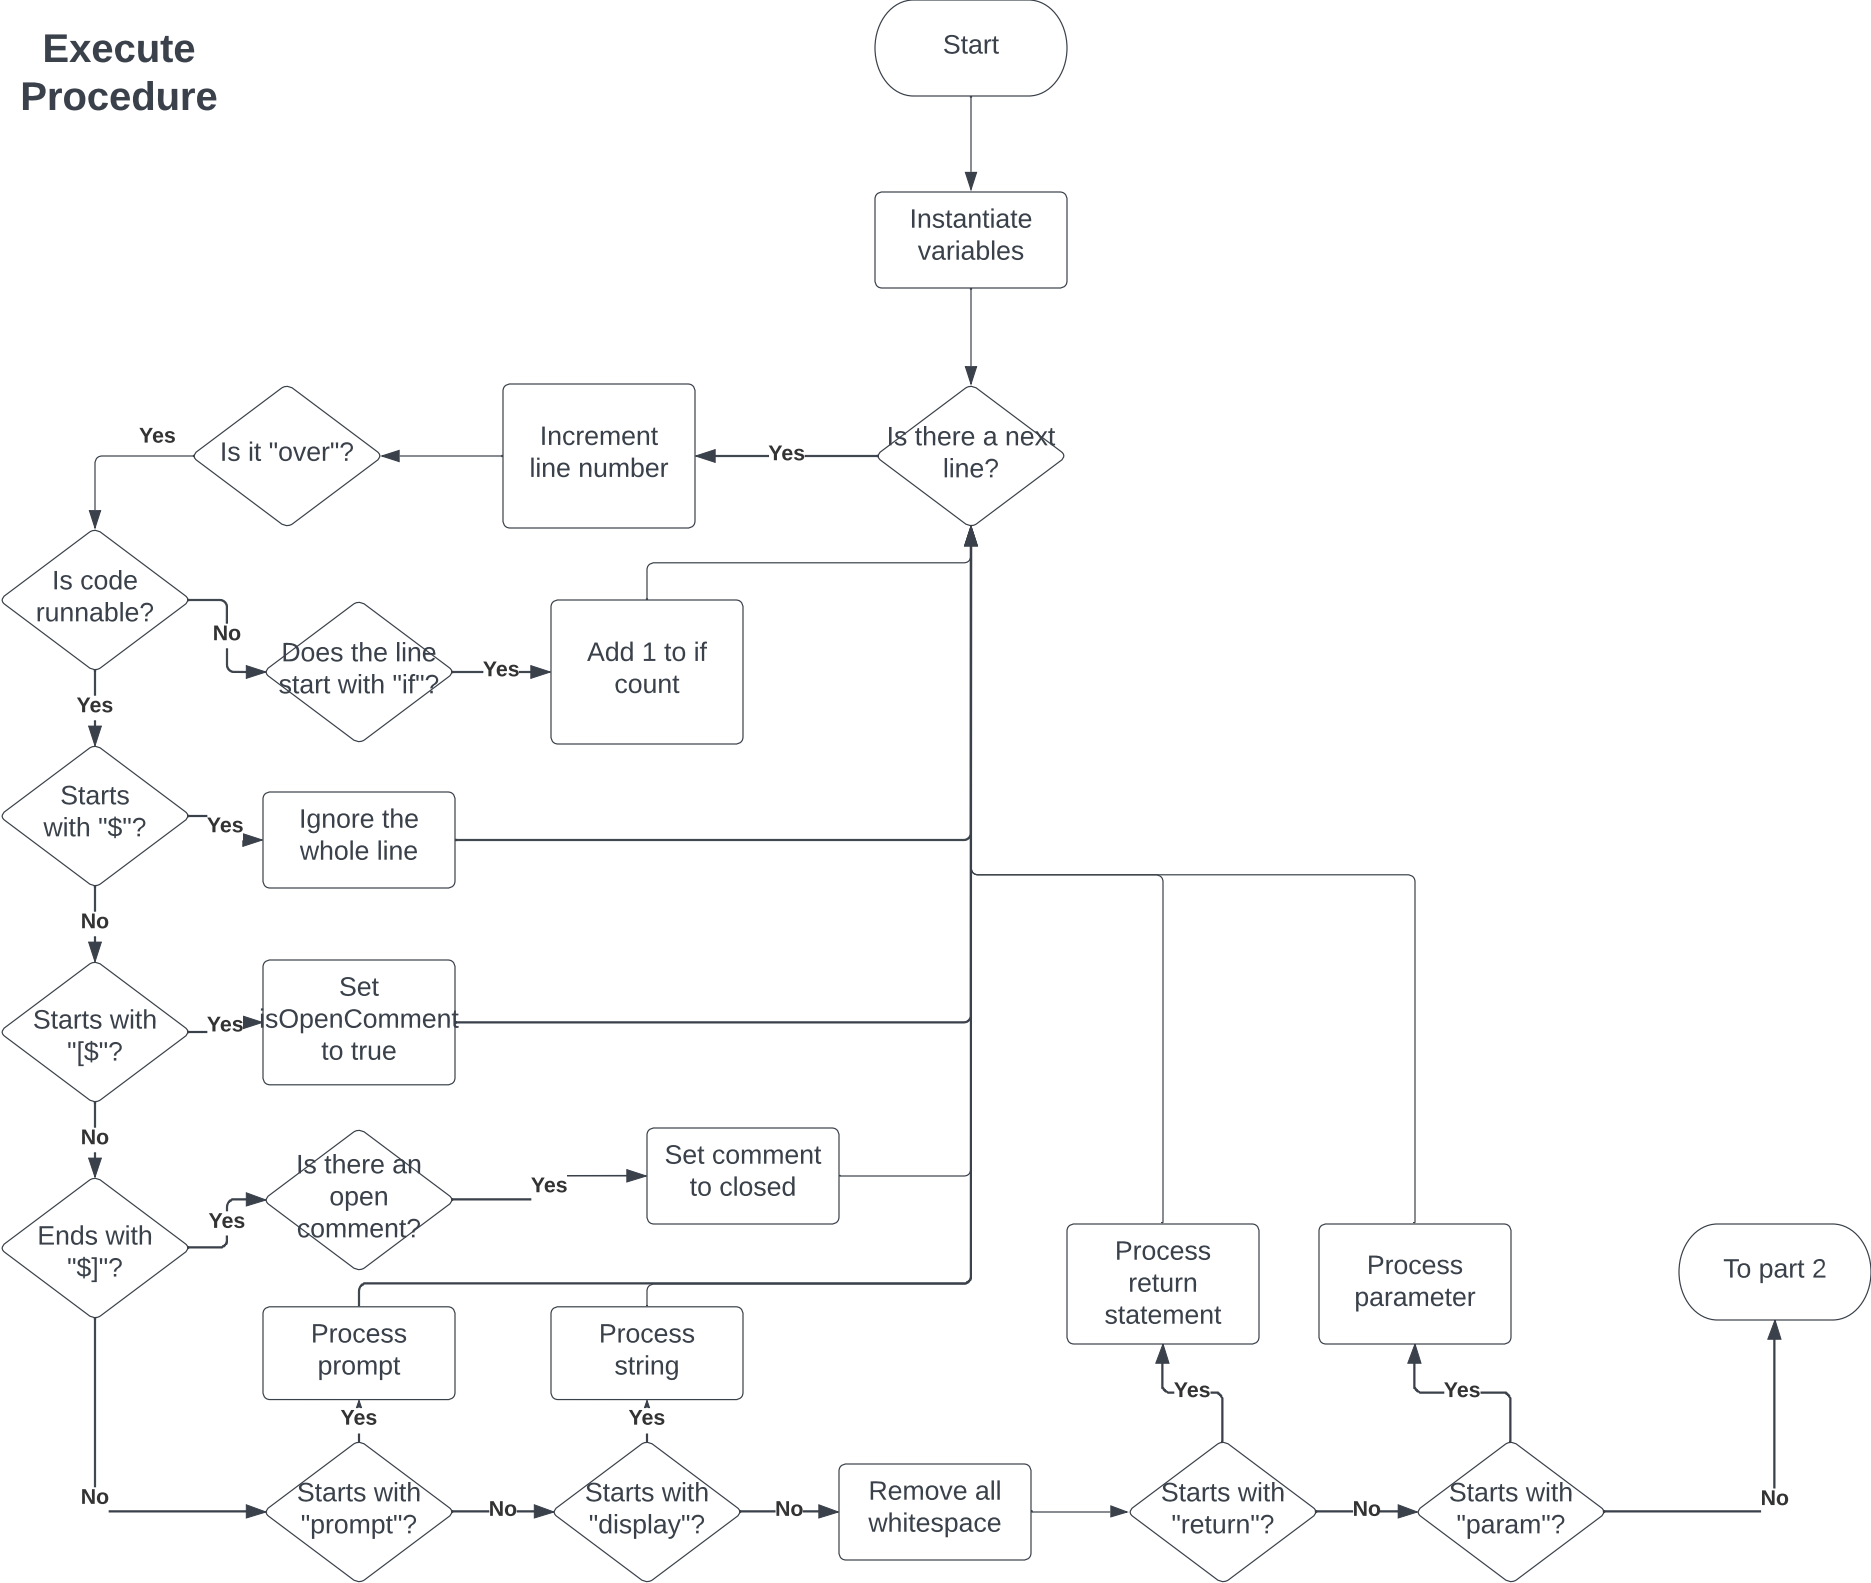 Execute
Procedure
Start
Instantiate
variables
Is there a next
line?
Yes
Increment
line number
Is it "over"?
Yes
Is code
runnable?
No
Does the line
start with "if"?
Yes
Add 1 to if
count
Yes
Starts
with "$"?
Yes
Ignore the
whole line
No
Starts with
"[$"?
Yes
Set
isOpenComment
to true
No
Ends with
"$]"?
Yes
Is there an
open
comment?
Yes
Set comment
to closed
No
Starts with
"prompt"?
Yes
Process
prompt
No
Starts with
"display"?
Yes
Process
string
No
Remove all
whitespace
Starts with
"return"?
Yes
Process
return
statement
No
Starts with
"param"?
Yes
Process
parameter
No
To part 2